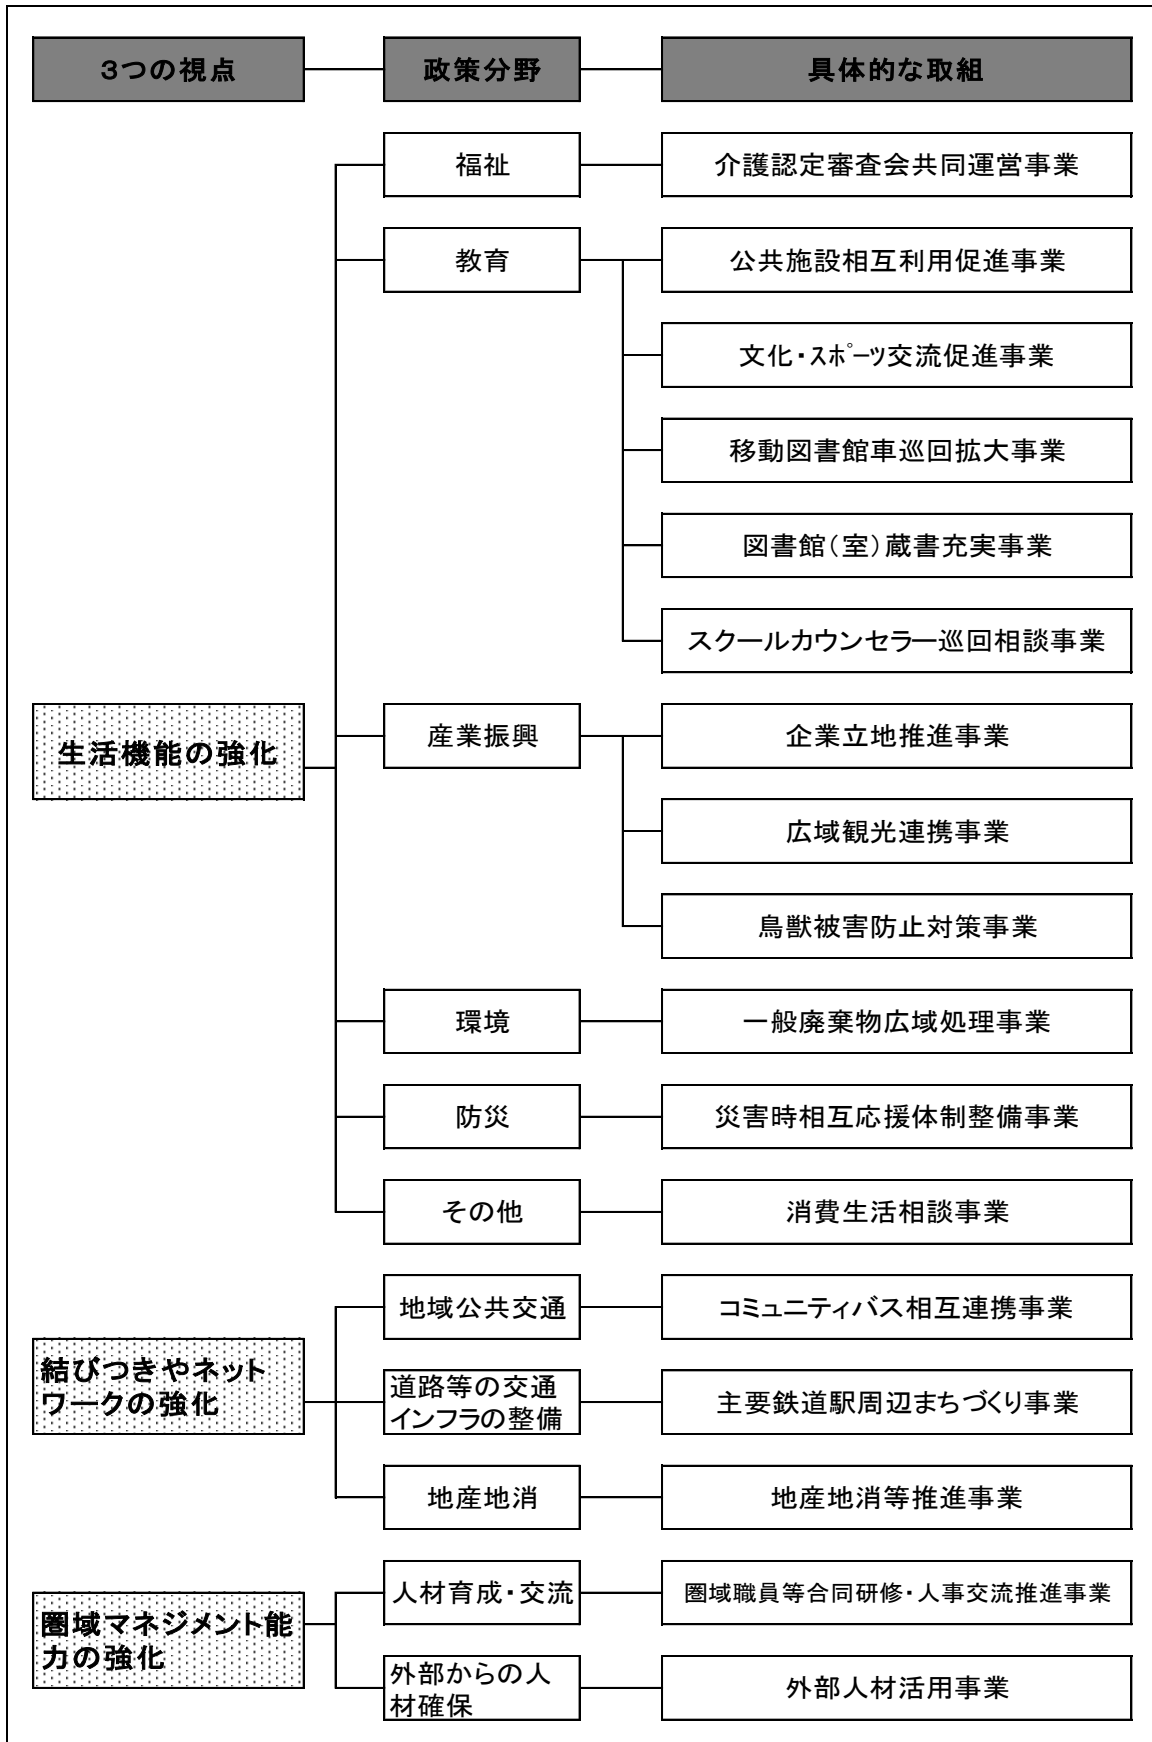 3つの視点
政策分野
具体的な取組
福祉
介護認定審査会共同運営事業
教育
公共施設相互利用促進事業
文化・ｽﾎﾟｰﾂ交流促進事業
移動図書館車巡回拡大事業
図書館（室）蔵書充実事業
スクールカウンセラー巡回相談事業
生活機能の強化
産業振興
企業立地推進事業
広域観光連携事業
鳥獣被害防止対策事業
環境
一般廃棄物広域処理事業
防災
災害時相互応援体制整備事業
その他
消費生活相談事業
結びつきやネット
ワークの強化
地域公共交通
コミュニティバス相互連携事業
道路等の交通
インフラの整備
主要鉄道駅周辺まちづくり事業
地産地消
地産地消等推進事業
圏域マネジメント能
力の強化
人材育成・交流
圏域職員等合同研修・人事交流推進事業
外部からの人
材確保
外部人材活用事業